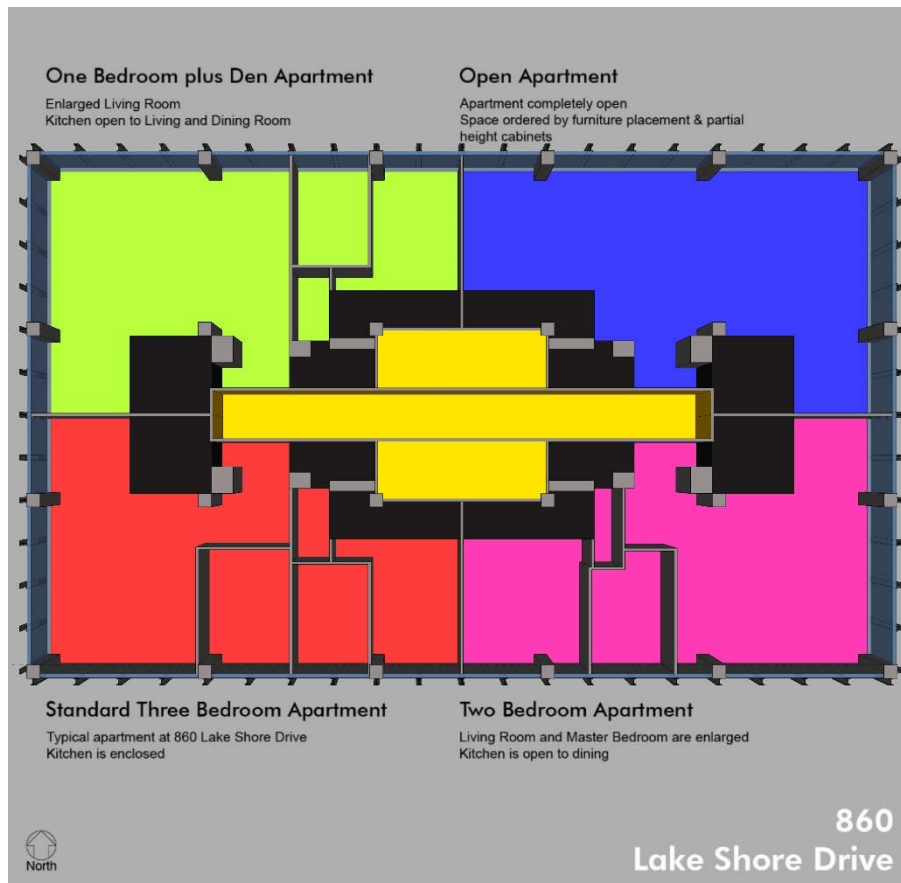 One Bedroom plus Den Apartment
Enlarged Living Room
Kitchen open to Living and Dining Room
Open Apartment
Apartment completely open
Space ordered by furniture placement & partial
height cabinets
Standard Three Bedroom Apartment
Typical apartment at 860 Lake Shore Drive
Kitchen is enclosed
Two Bedroom Apartment
Living Room and Master Bedroom are enlarged
Kitchen is open to dining
North
860
Lake Shore Drive